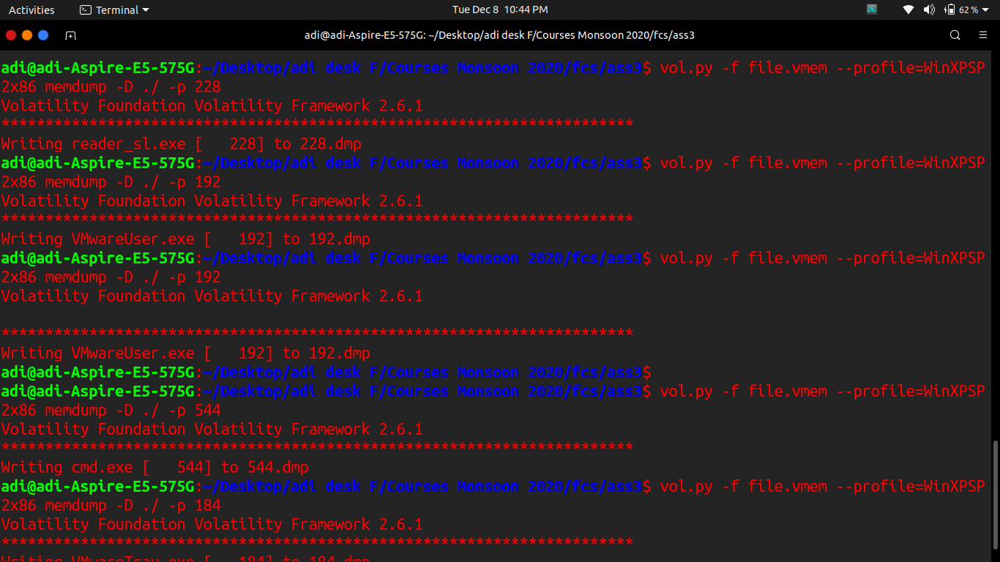 Activities Terminal Tue Dec 8 10:44 PM 62 %
adi@adi-Aspire-E5-575G: ~/Desktop/adi desk F/Courses Monsoon 2020/fcs/ass3
adi@adi-Aspire-E5-575G:~/Desktop/adi desk F/Courses Monsoon 2020/fcs/ass3$ vol.py -f file.vmem --profile=WinXPSP
2x86 memdump -D ./ -p 228
Volatility Foundation Volatility Framework 2.6.1
************************************************************************
Writing reader_sl.exe [   228] to 228.dmp
adi@adi-Aspire-E5-575G:~/Desktop/adi desk F/Courses Monsoon 2020/fcs/ass3$ vol.py -f file.vmem --profile=WinXPSP
2x86 memdump -D ./ -p 192
Volatility Foundation Volatility Framework 2.6.1
************************************************************************
Writing VMwareUser.exe [   192] to 192.dmp
adi@adi-Aspire-E5-575G:~/Desktop/adi desk F/Courses Monsoon 2020/fcs/ass3$ vol.py -f file.vmem --profile=WinXPSP
2x86 memdump -D ./ -p 192
Volatility Foundation Volatility Framework 2.6.1
************************************************************************
Writing VMwareUser.exe [   192] to 192.dmp
adi@adi-Aspire-E5-575G:~/Desktop/adi desk F/Courses Monsoon 2020/fcs/ass3$
adi@adi-Aspire-E5-575G:~/Desktop/adi desk F/Courses Monsoon 2020/fcs/ass3$ vol.py -f file.vmem --profile=WinXPSP
2x86 memdump -D ./ -p 544
Volatility Foundation Volatility Framework 2.6.1
************************************************************************
Writing cmd.exe [   544] to 544.dmp
adi@adi-Aspire-E5-575G:~/Desktop/adi desk F/Courses Monsoon 2020/fcs/ass3$ vol.py -f file.vmem --profile=WinXPSP
2x86 memdump -D ./ -p 184
Volatility Foundation Volatility Framework 2.6.1
************************************************************************
Writing VMwareTray.exe [   184] to 184.dmp